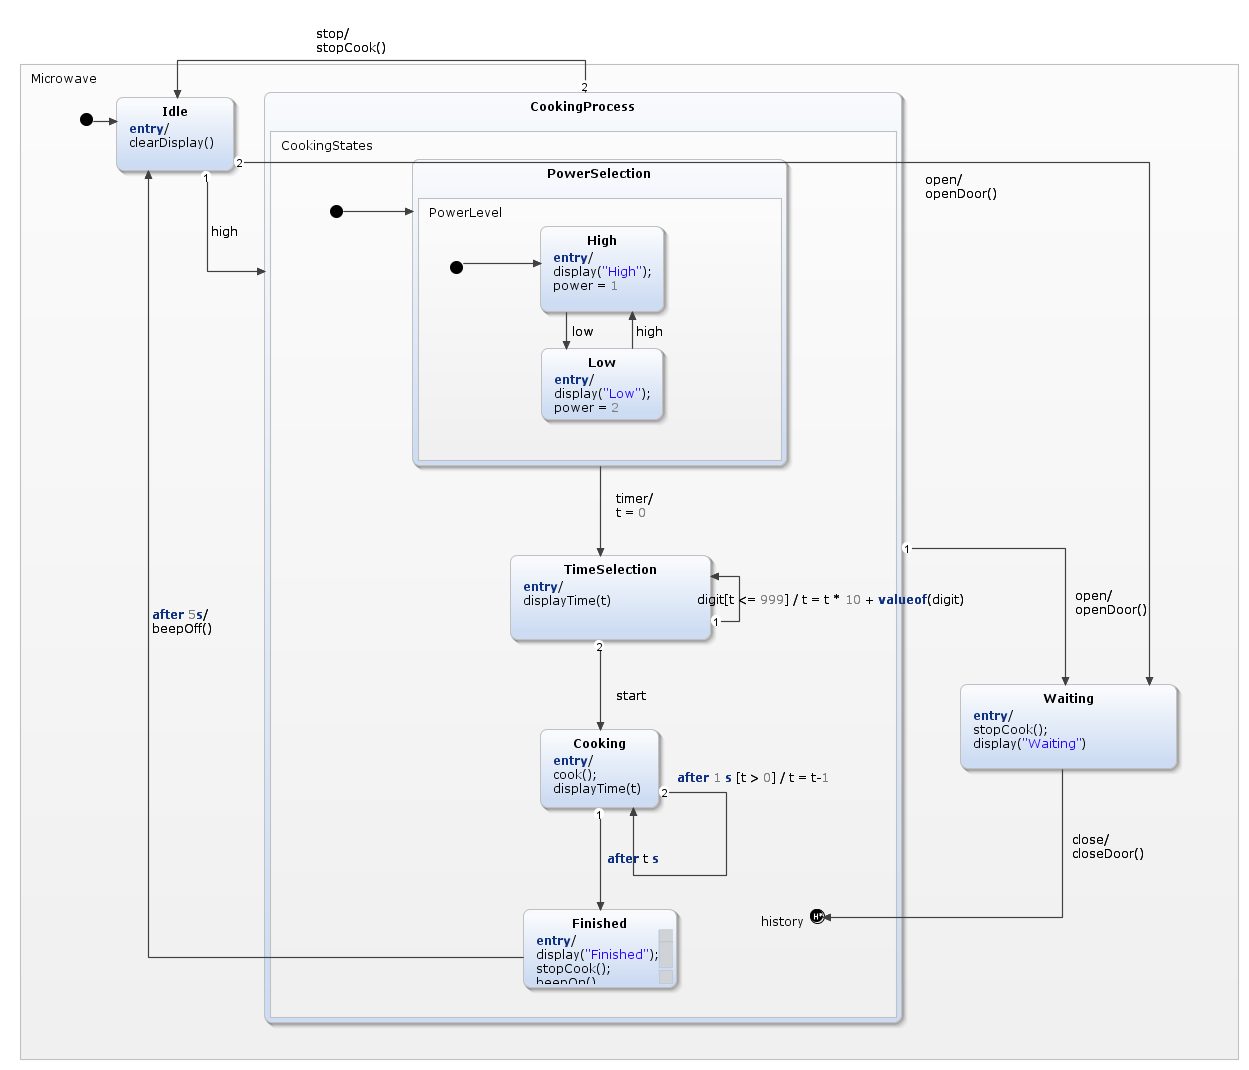 stop/
stopCook()
Microwave
2
CookingProcess
Idle
entry/
clearDisplay()
CookingStates
2
1
PowerSelection
open/
openDoor()
PowerLevel
high
High
entry/
display("High");
power = 1
low
high
Low
entry/
display("Low");
power = 2
timer/
t = 0
1
TimeSelection
entry/
displayTime(t)
digit[t <= 999] / t = t * 10 + valueof(digit)
1
open/
openDoor()
after 5s/
beepOff()
2
start
Waiting
entry/
stopCook();
display("Waiting")
Cooking
entry/
cook();
displayTime(t)
after 1 s [t > 0] / t = t-1
2
1
after t s
close/
closeDoor()
history
H*
Finished
entry/
display("Finished");
stopCook();
beepOn()